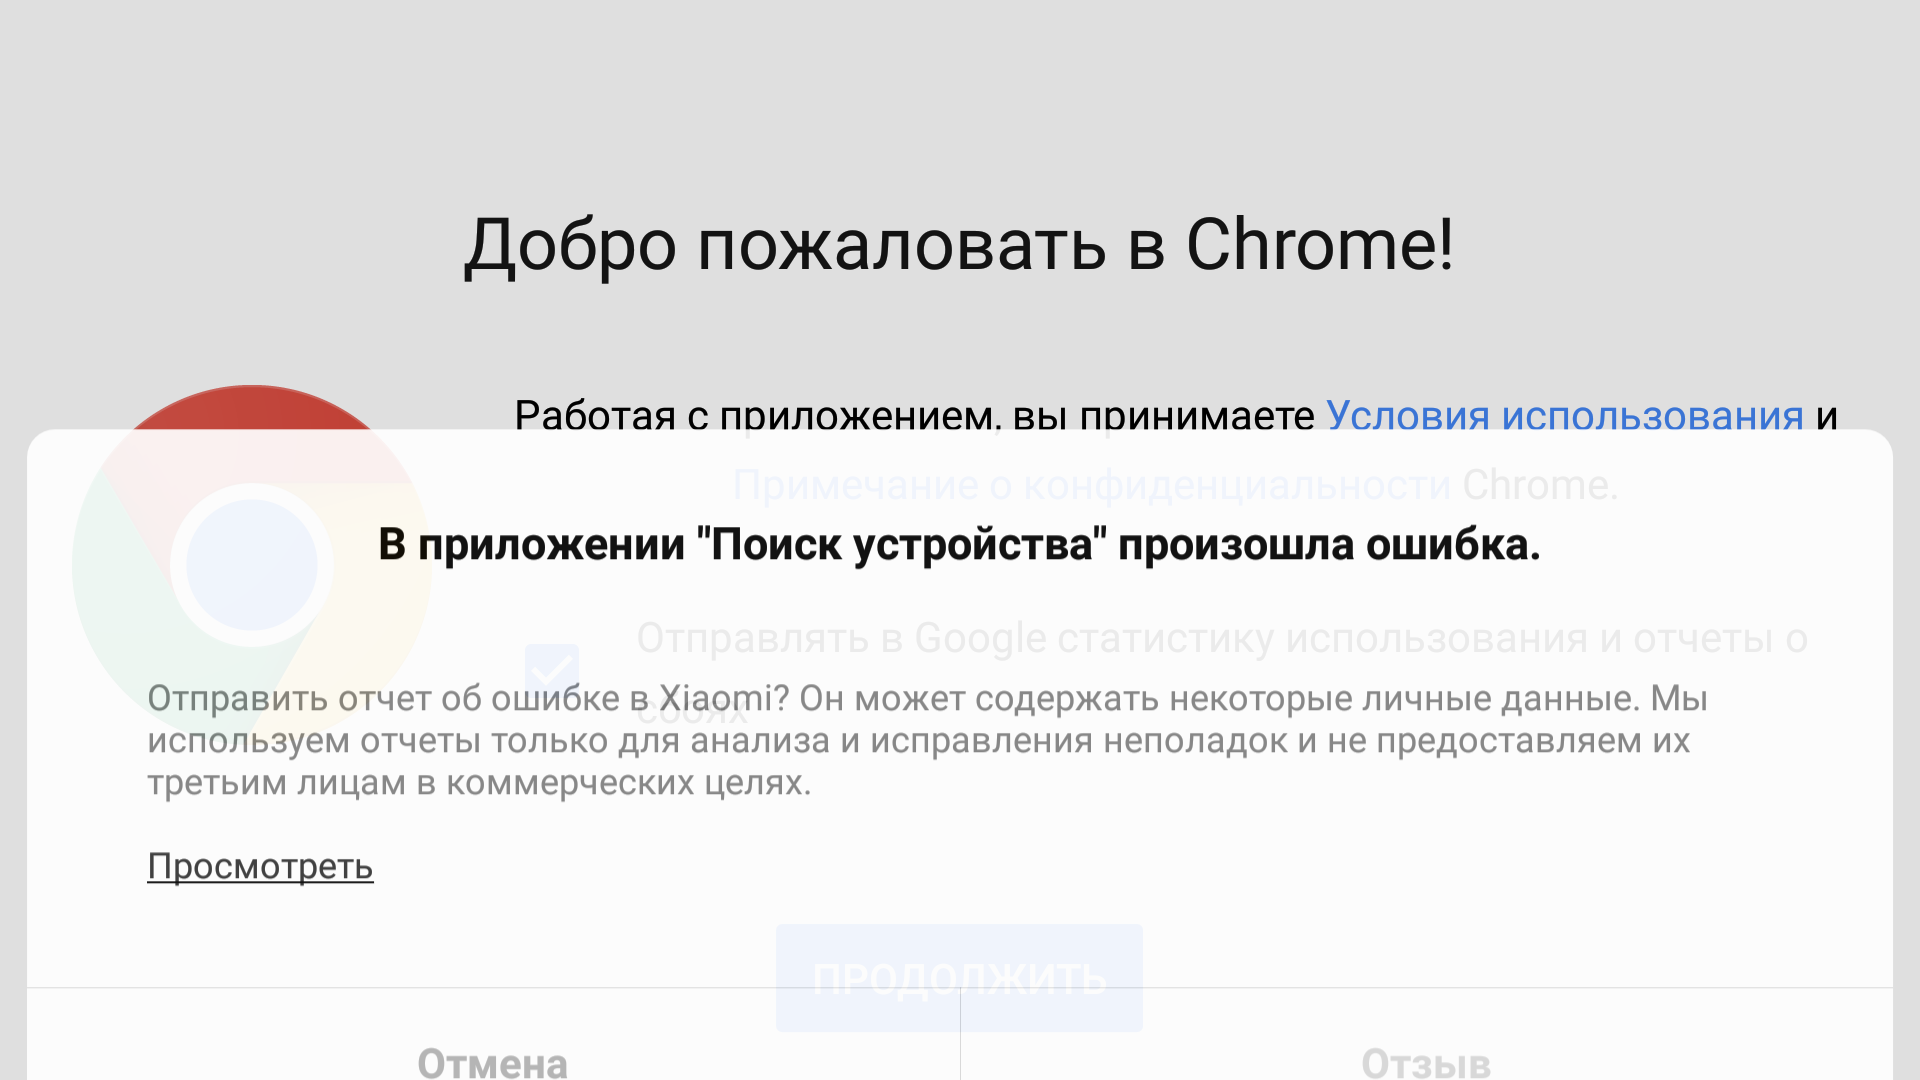 Добро пожаловать в Chrome!
Работая с приложением, вы принимаете Условия использования и
Примечание о конфиденциальности Chrome.
В приложении "Поиск устройства" произошла ошибка.
Отправлять в Google статистику использования и отчеты о
сбоях
Отправить отчет об ошибке в Xiaomi? Он может содержать некоторые личные данные. Мы
используем отчеты только для анализа и исправления неполадок и не предоставляем их
третьим лицам в коммерческих целях.
Просмотреть
ПРОДОЛЖИТЬ
Отмена
Отзыв